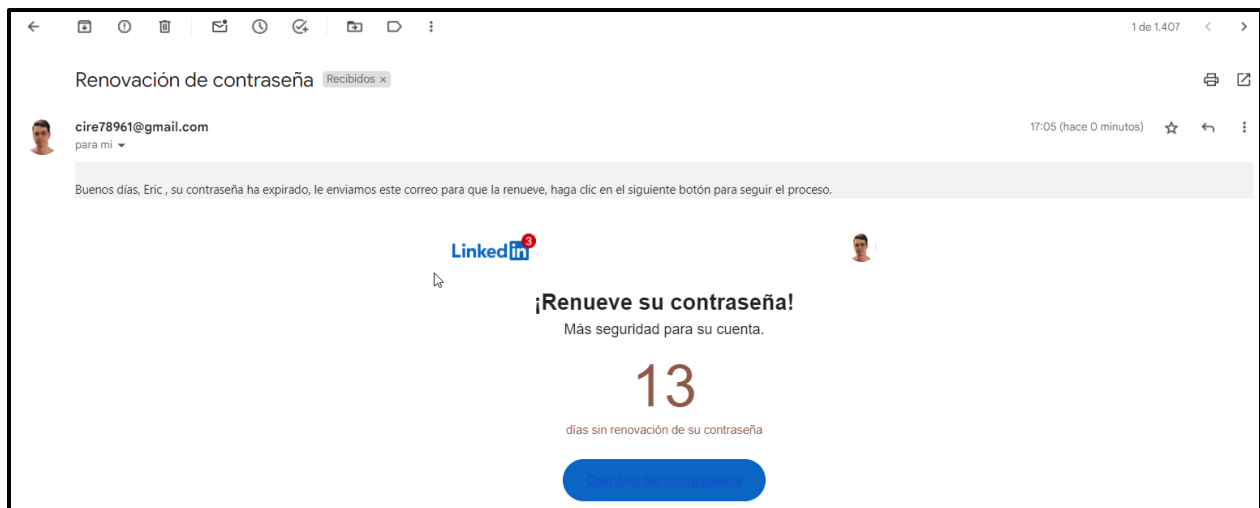 1 de 1.407
Renovación de contraseña Recibidos ×
cire78961@gmail.com 17:05 (hace 0 minutos)
para mi
Buenos días, Eric , su contraseña ha expirado, le enviamos este correo para que la renueve, haga clic en el siguiente botón para seguir el proceso.
Linked in 3
¡Renueve su contraseña!
Más seguridad para su cuenta.
13
días sin renovación de su contraseña
Cambio de contraseña